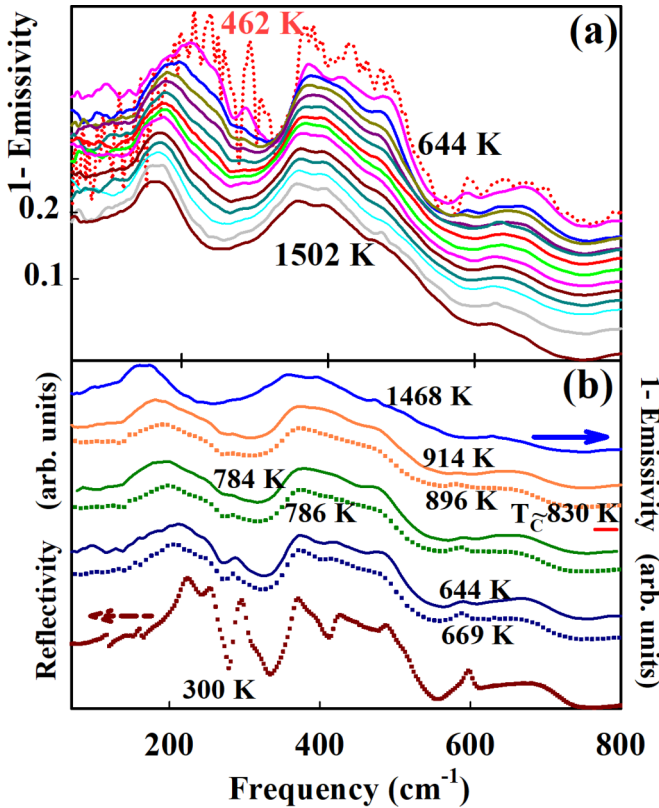 1- Emissivity
462 K
(a)
644 K
0.2
1502 K
0.1
(b)
Reflectivity (arb. units)
1- Emissivity (arb. units)
1468 K
914 K
784 K
896 K
786 K
T_C~830 K
644 K
669 K
300 K
200 400 600 800
Frequency (cm⁻¹)